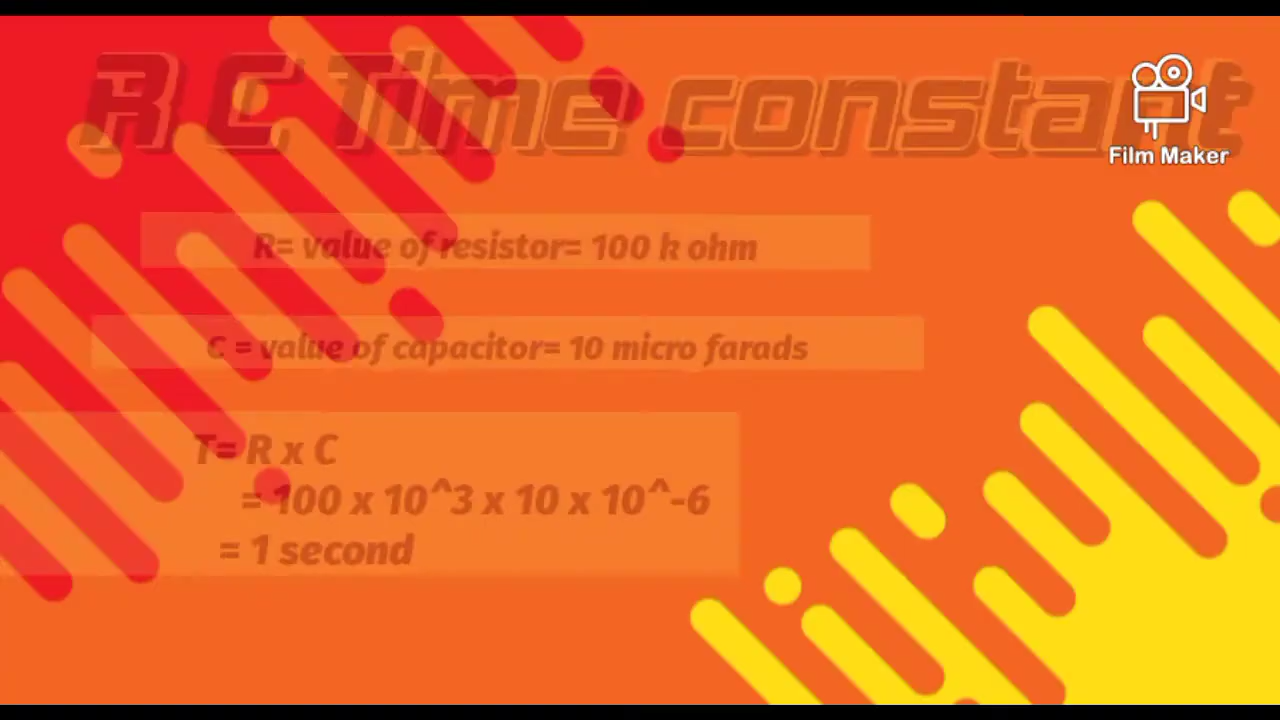 R C Time constant
Film Maker
R= value of resistor= 100 k ohm
C = value of capacitor= 10 micro farads
T= R x C
= 100 x 10^3 x 10 x 10^-6
= 1 second